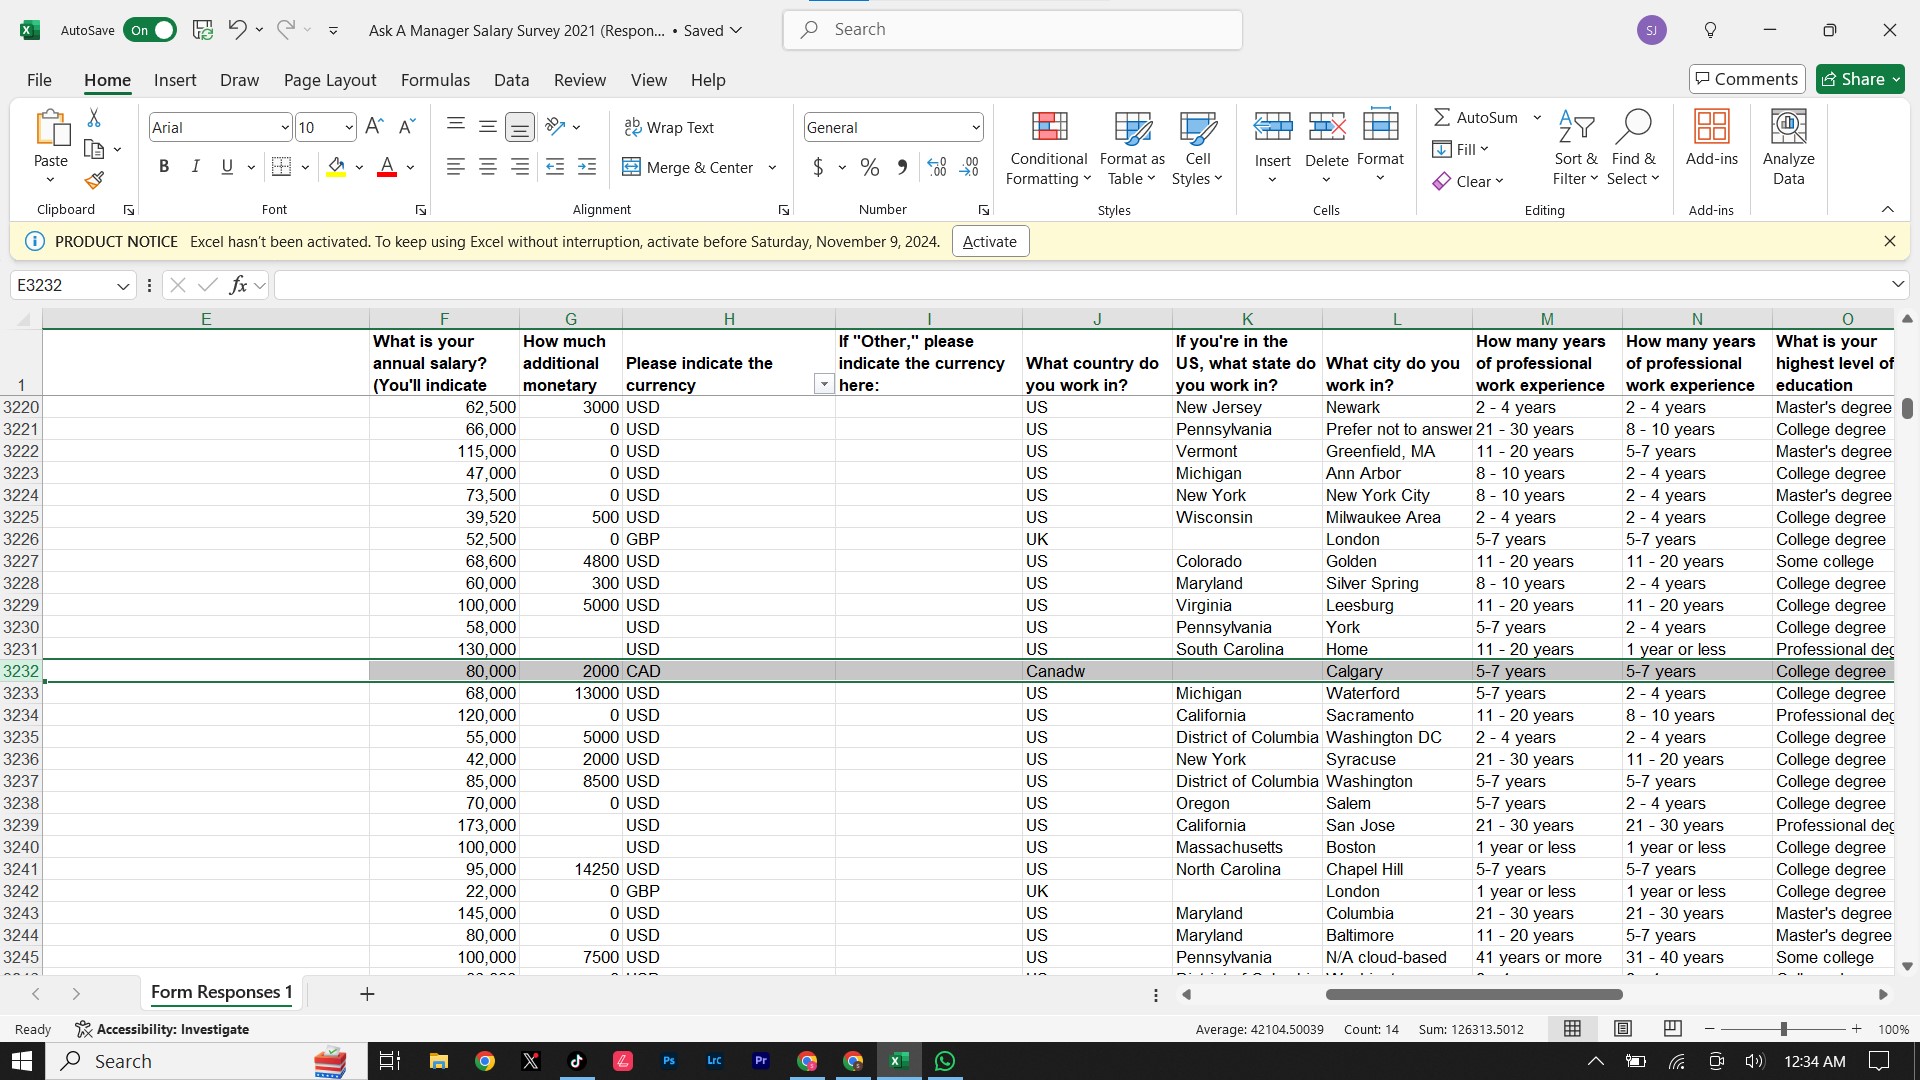 AutoSave On Ask A Manager Salary Survey 2021 (Respon... • Saved Search SJ
File Home Insert Draw Page Layout Formulas Data Review View Help Comments Share
Paste Arial 10 Wrap Text General Conditional Formatting Format as Table Cell Styles Insert Delete Format AutoSum Fill Clear Sort & Filter Find & Select Add-ins Analyze Data
B I U Merge & Center $ % 9
Clipboard Font Alignment Number Styles Cells Editing Add-ins
PRODUCT NOTICE Excel hasn't been activated. To keep using Excel without interruption, activate before Saturday, November 9, 2024. Activate
E3232 fx
E F G H I J K L M N O
What is your How much If "Other," please If you're in the How many years How many years What is your
annual salary? additional Please indicate the indicate the currency What country do US, what state do What city do you of professional of professional highest level of
1 (You'll indicate monetary currency here: you work in? you work in? work in? work experience work experience education
3220 62,500 3000 USD US New Jersey Newark 2 - 4 years 2 - 4 years Master's degree
3221 66,000 0 USD US Pennsylvania Prefer not to answer 21 - 30 years 8 - 10 years College degree
3222 115,000 0 USD US Vermont Greenfield, MA 11 - 20 years 5-7 years Master's degree
3223 47,000 0 USD US Michigan Ann Arbor 8 - 10 years 2 - 4 years College degree
3224 73,500 0 USD US New York New York City 8 - 10 years 2 - 4 years Master's degree
3225 39,520 500 USD US Wisconsin Milwaukee Area 2 - 4 years 2 - 4 years College degree
3226 52,500 0 GBP UK London 5-7 years 5-7 years College degree
3227 68,600 4800 USD US Colorado Golden 11 - 20 years 11 - 20 years Some college
3228 60,000 300 USD US Maryland Silver Spring 8 - 10 years 2 - 4 years College degree
3229 100,000 5000 USD US Virginia Leesburg 11 - 20 years 11 - 20 years College degree
3230 58,000 USD US Pennsylvania York 5-7 years 2 - 4 years College degree
3231 130,000 USD US South Carolina Home 11 - 20 years 1 year or less Professional deg
3232 80,000 2000 CAD Canadw Calgary 5-7 years 5-7 years College degree
3233 68,000 13000 USD US Michigan Waterford 5-7 years 2 - 4 years College degree
3234 120,000 0 USD US California Sacramento 11 - 20 years 8 - 10 years Professional deg
3235 55,000 5000 USD US District of Columbia Washington DC 2 - 4 years 2 - 4 years College degree
3236 42,000 2000 USD US New York Syracuse 21 - 30 years 11 - 20 years College degree
3237 85,000 8500 USD US District of Columbia Washington 5-7 years 5-7 years College degree
3238 70,000 0 USD US Oregon Salem 5-7 years 2 - 4 years College degree
3239 173,000 USD US California San Jose 21 - 30 years 21 - 30 years Professional deg
3240 100,000 USD US Massachusetts Boston 1 year or less 1 year or less College degree
3241 95,000 14250 USD US North Carolina Chapel Hill 5-7 years 5-7 years College degree
3242 22,000 0 GBP UK London 1 year or less 1 year or less College degree
3243 145,000 0 USD US Maryland Columbia 21 - 30 years 21 - 30 years Master's degree
3244 80,000 0 USD US Maryland Baltimore 11 - 20 years 5-7 years Master's degree
3245 100,000 7500 USD US Pennsylvania N/A cloud-based 41 years or more 31 - 40 years Some college
Form Responses 1
Ready Accessibility: Investigate Average: 42104.50039 Count: 14 Sum: 126313.5012 100%
Search Ps LrC Pr 12:34 AM